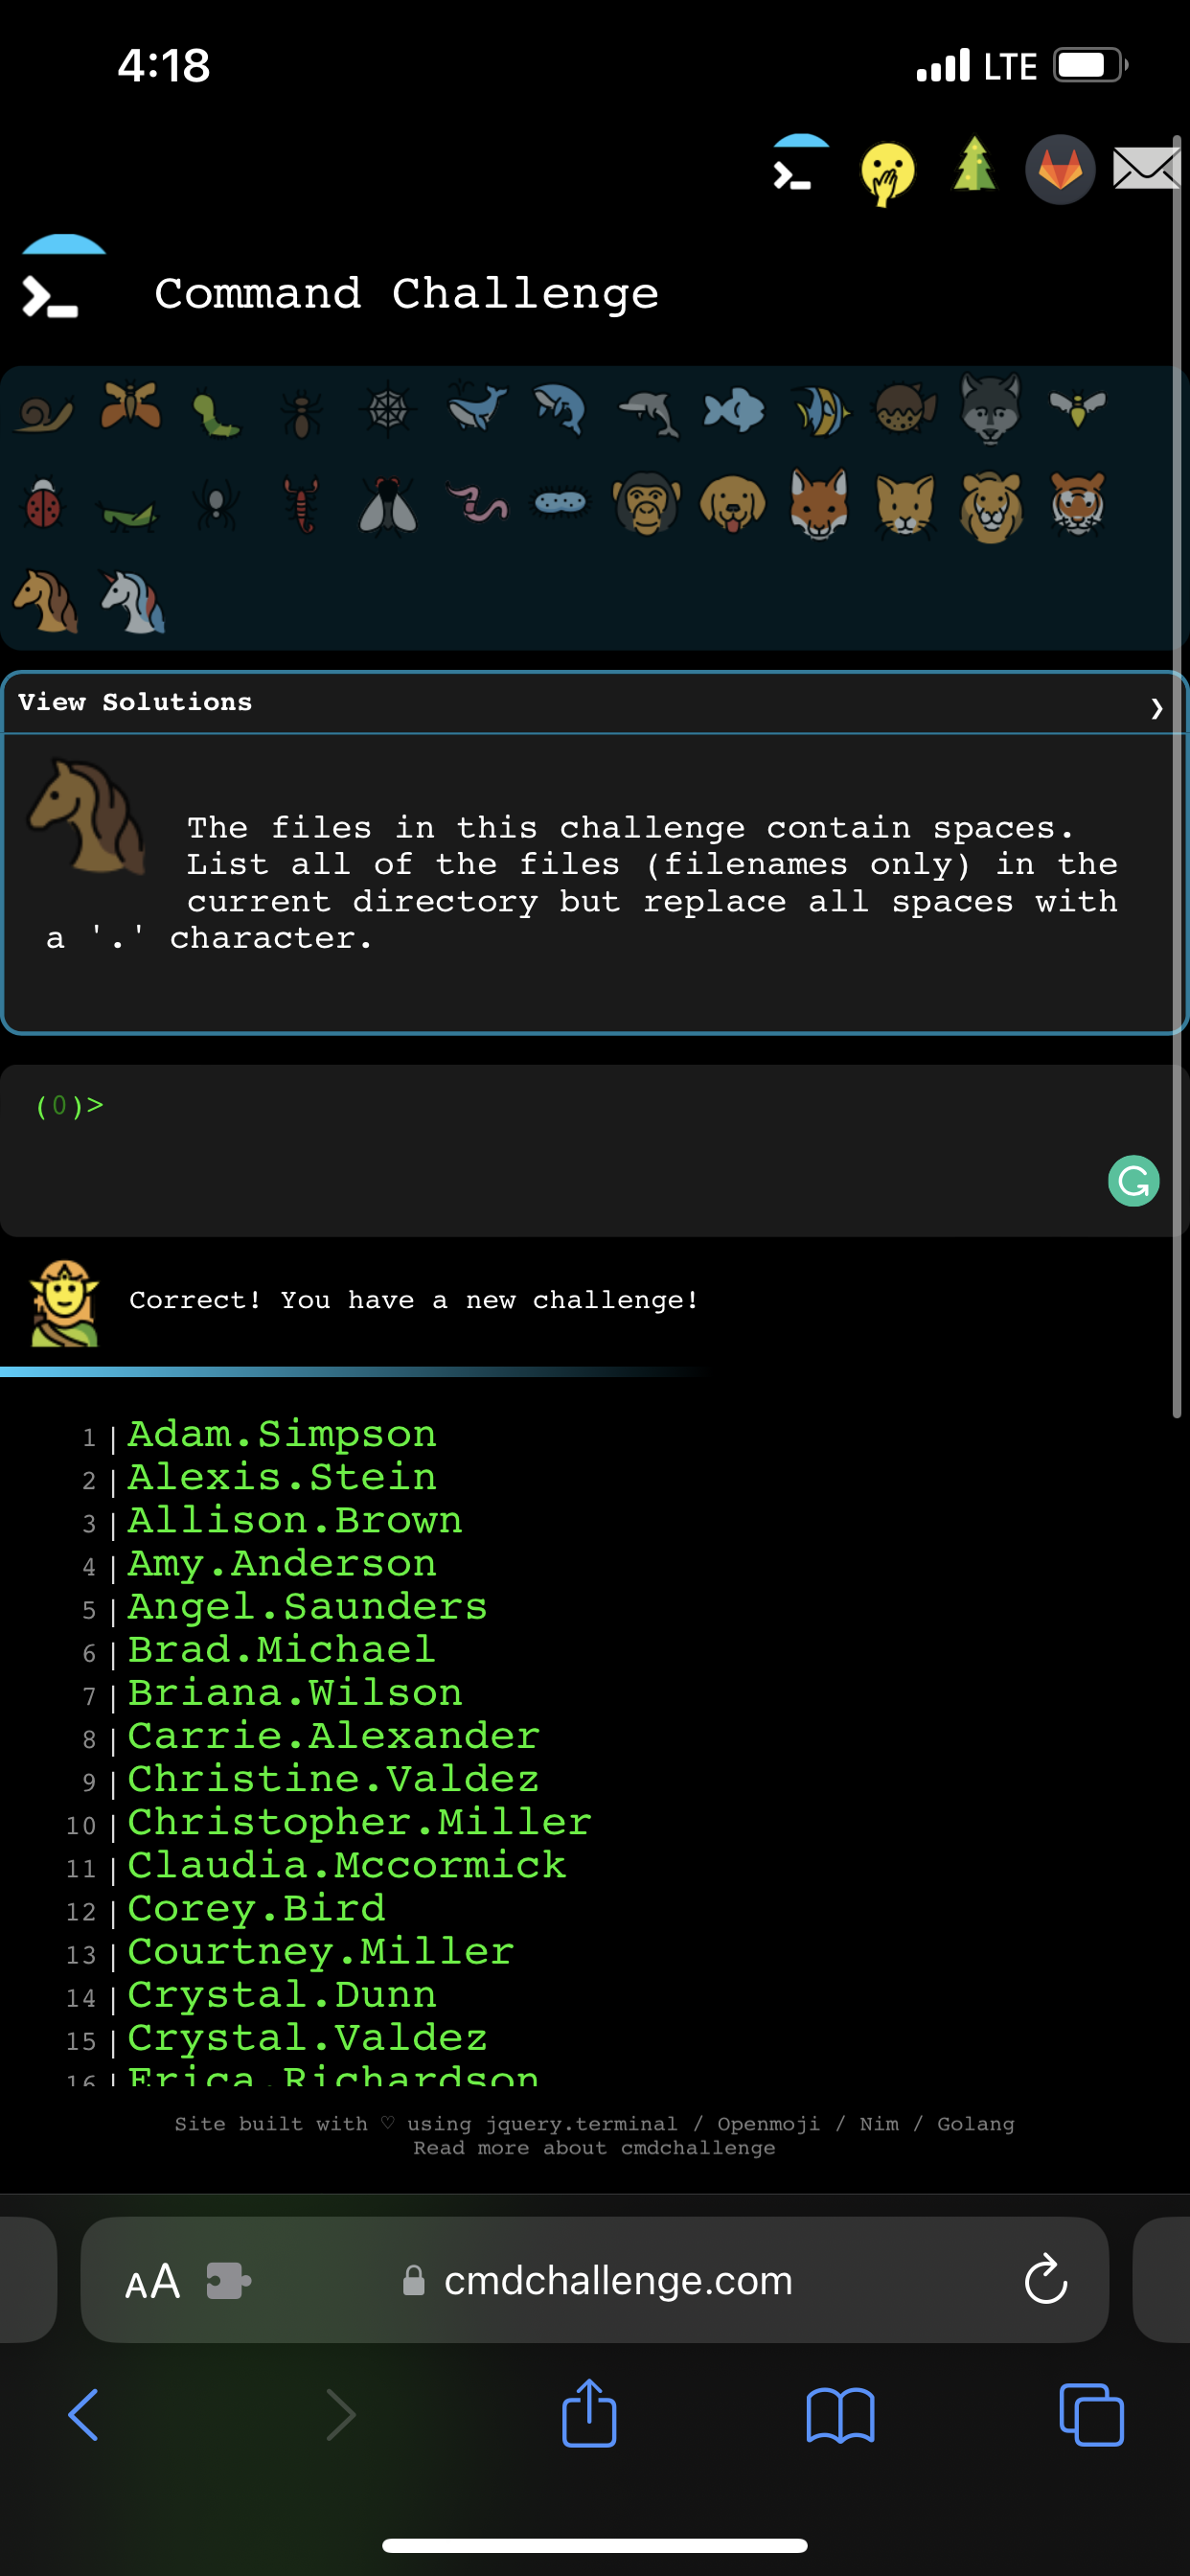 4:18
LTE
Command Challenge
View Solutions
The files in this challenge contain spaces.
List all of the files (filenames only) in the
current directory but replace all spaces with
a '.' character.
(0)>
Correct! You have a new challenge!
1|Adam.Simpson
2|Alexis.Stein
3|Allison.Brown
4|Amy.Anderson
5|Angel.Saunders
6|Brad.Michael
7|Briana.Wilson
8|Carrie.Alexander
9|Christine.Valdez
10|Christopher.Miller
11|Claudia.Mccormick
12|Corey.Bird
13|Courtney.Miller
14|Crystal.Dunn
15|Crystal.Valdez
16|Erica.Richardson
Site built with ♡ using jquery.terminal / Openmoji / Nim / Golang
Read more about cmdchallenge
AA cmdchallenge.com